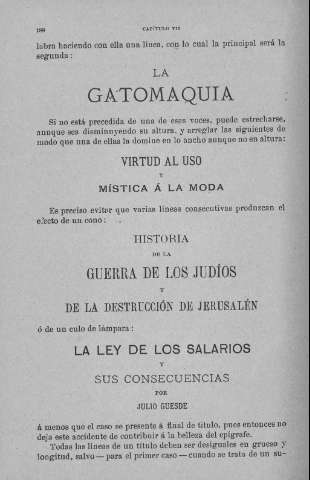 188 CAPÍTULO VII
labra haciendo con ella una línea, con lo cual la principal será la
segunda:
LA
GATOMAQUIA
Si no está precedida de una de esas voces, puede estrecharse,
aunque sea disminuyendo su altura, y arreglar las siguientes de
modo que una de ellas la domine en lo ancho aunque no en altura:
VIRTUD AL USO
Y
MÍSTICA Á LA MODA
Es preciso evitar que varias líneas consecutivas produzcan el
efecto de un cono:
HISTORIA
DE LA
GUERRA DE LOS JUDÍOS
Y
DE LA DESTRUCCIÓN DE JERUSALÉN
ó de un culo de lámpara:
LA LEY DE LOS SALARIOS
Y
SUS CONSECUENCIAS
POR
JULIO GUESDE
á menos que el caso se presente á final de título, pues entonces no
deja este accidente de contribuir á la belleza del epígrafe.
Todas las líneas de un título deben ser desiguales en grueso y
longitud, salvo—para el primer caso—cuando se trata de un su-